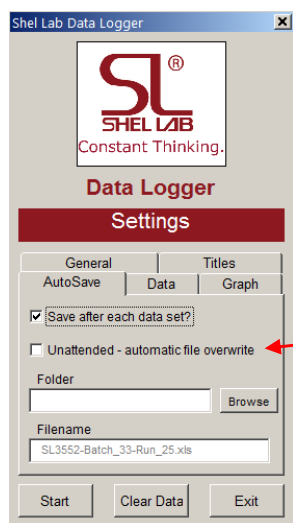 Shel Lab Data Logger
SL®
SHEL LAB
Constant Thinking.
Data Logger
Settings
General Titles
AutoSave Data Graph
Save after each data set?
Unattended - automatic file overwrite
Folder
Browse
Filename
SL3552-Batch_33-Run_25.xls
Start Clear Data Exit